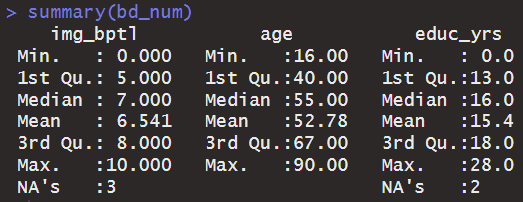 > summary(bd_num)
img_bptl age educ_yrs
Min. : 0.000 Min. :16.00 Min. : 0.0
1st Qu.: 5.000 1st Qu.:40.00 1st Qu.:13.0
Median : 7.000 Median :55.00 Median :16.0
Mean : 6.541 Mean :52.78 Mean :15.4
3rd Qu.: 8.000 3rd Qu.:67.00 3rd Qu.:18.0
Max. :10.000 Max. :90.00 Max. :28.0
NA's :3 NA's :2